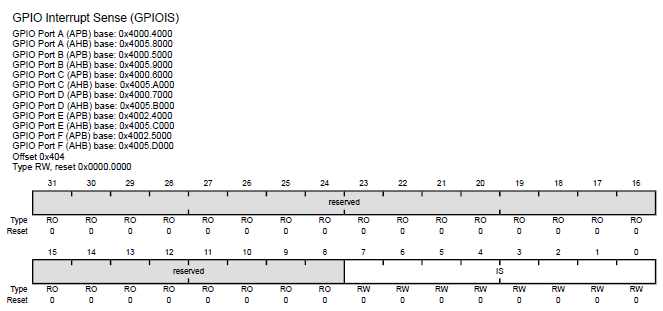 GPIO Interrupt Sense (GPIOIS)
GPIO Port A (APB) base: 0x4000.4000
GPIO Port A (AHB) base: 0x4005.8000
GPIO Port B (APB) base: 0x4000.5000
GPIO Port B (AHB) base: 0x4005.9000
GPIO Port C (APB) base: 0x4000.6000
GPIO Port C (AHB) base: 0x4005.A000
GPIO Port D (APB) base: 0x4000.7000
GPIO Port D (AHB) base: 0x4005.B000
GPIO Port E (APB) base: 0x4002.4000
GPIO Port E (AHB) base: 0x4005.C000
GPIO Port F (APB) base: 0x4002.5000
GPIO Port F (AHB) base: 0x4005.D000
Offset 0x404
Type RW, reset 0x0000.0000
31 30 29 28 27 26 25 24 23 22 21 20 19 18 17 16
reserved
Type RO RO RO RO RO RO RO RO RO RO RO RO RO RO RO RO
Reset 0 0 0 0 0 0 0 0 0 0 0 0 0 0 0 0
15 14 13 12 11 10 9 8 7 6 5 4 3 2 1 0
reserved IS
Type RO RO RO RO RO RO RO RO RW RW RW RW RW RW RW RW
Reset 0 0 0 0 0 0 0 0 0 0 0 0 0 0 0 0